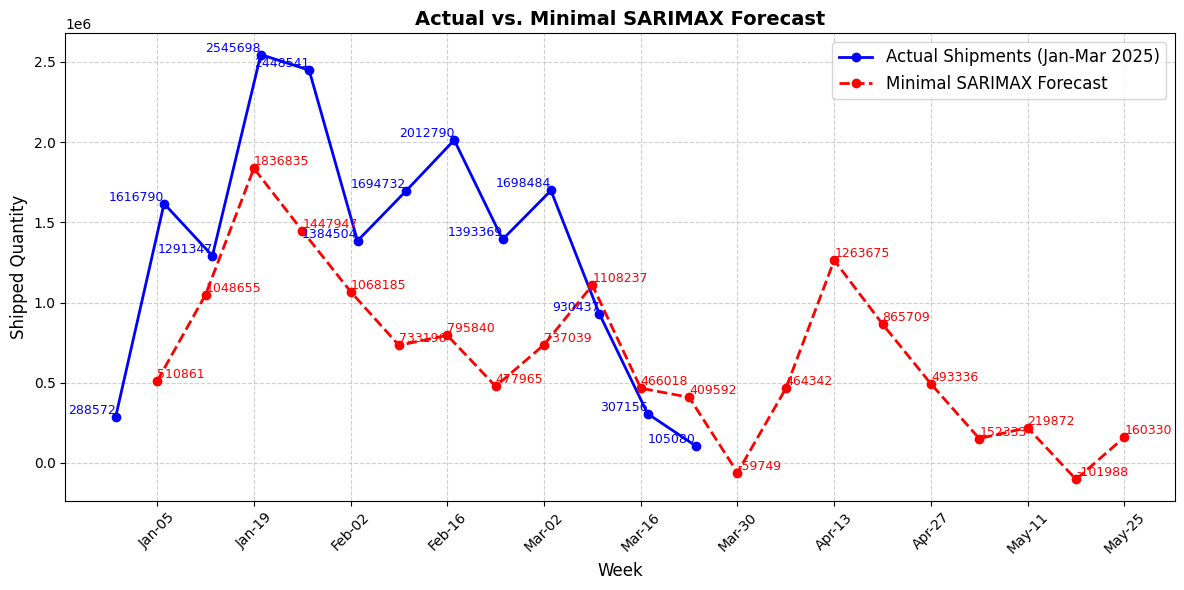 Actual vs. Minimal SARIMAX Forecast
1e6
Actual Shipments (Jan-Mar 2025)
Minimal SARIMAX Forecast
Shipped Quantity
2.5
2.0
1.5
1.0
0.5
0.0
288572
1616790
1291347
2545698
2448541
1384504
1694732
2012790
1393369
1698484
930437
307156
105080
510861
1048655
1836835
1447947
1068185
795840
477965
737039
1108237
466018
409592
-59749
464342
1263675
865709
493336
219872
-101988
160330
Jan-05
Jan-19
Feb-02
Feb-16
Mar-02
Mar-16
Mar-30
Apr-13
Apr-27
May-11
May-25
Week